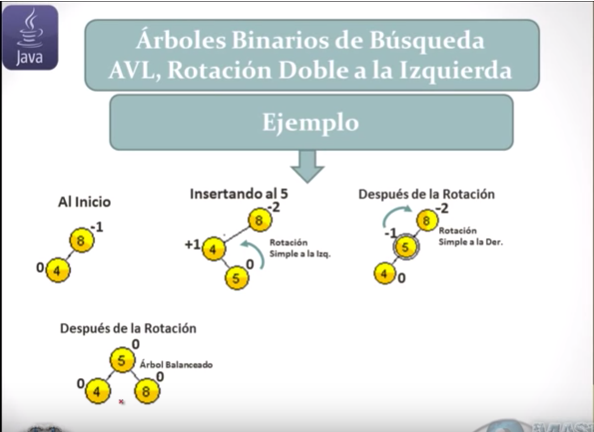 Java
Árboles Binarios de Búsqueda
AVL, Rotación Doble a la Izquierda
Ejemplo
Al Inicio
-1
8
0
4
Insertando al 5
-2
8
+1
4
0
5
Rotación
Simple a la Izq.
Después de la Rotación
-2
8
-1
5
4
0
Rotación
Simple a la Der.
Después de la Rotación
0
5
Árbol Balanceado
0
4
0
8